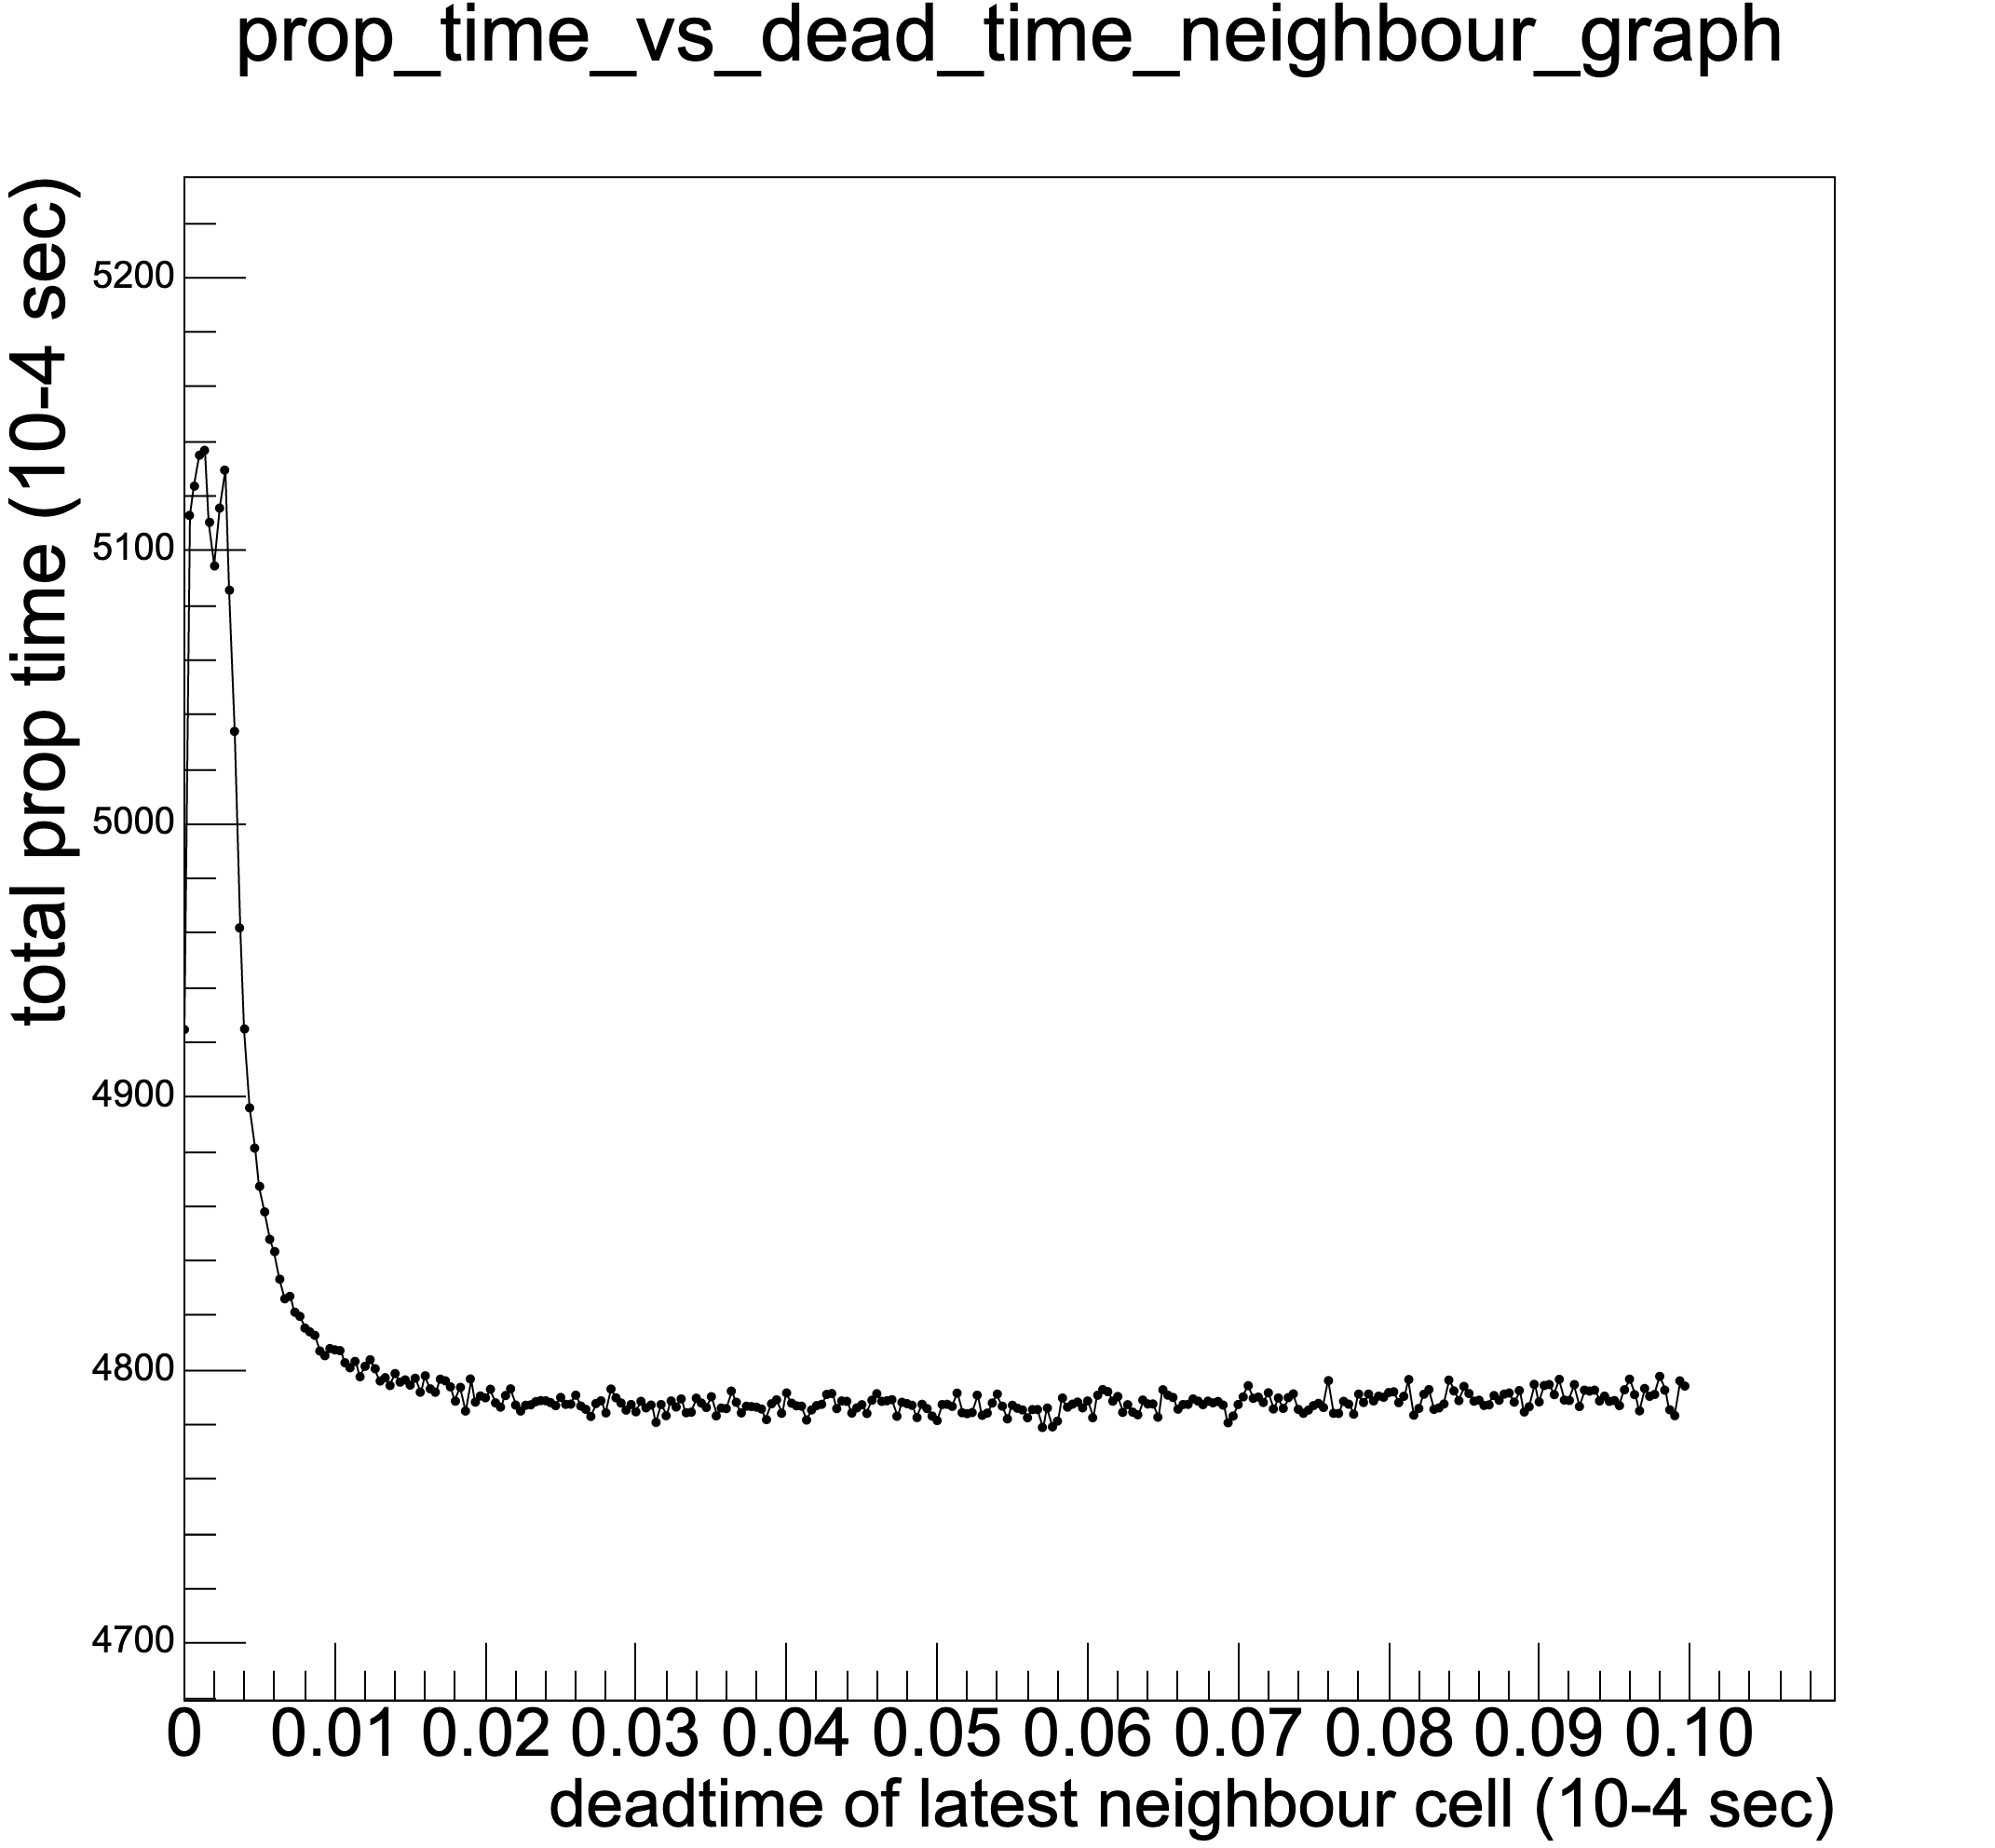 prop_time_vs_dead_time_neighbour_graph
total prop time (10-4 sec)
5200
5100
5000
4900
4800
4700
0 0.01 0.02 0.03 0.04 0.05 0.06 0.07 0.08 0.09 0.10
deadtime of latest neighbour cell (10-4 sec)